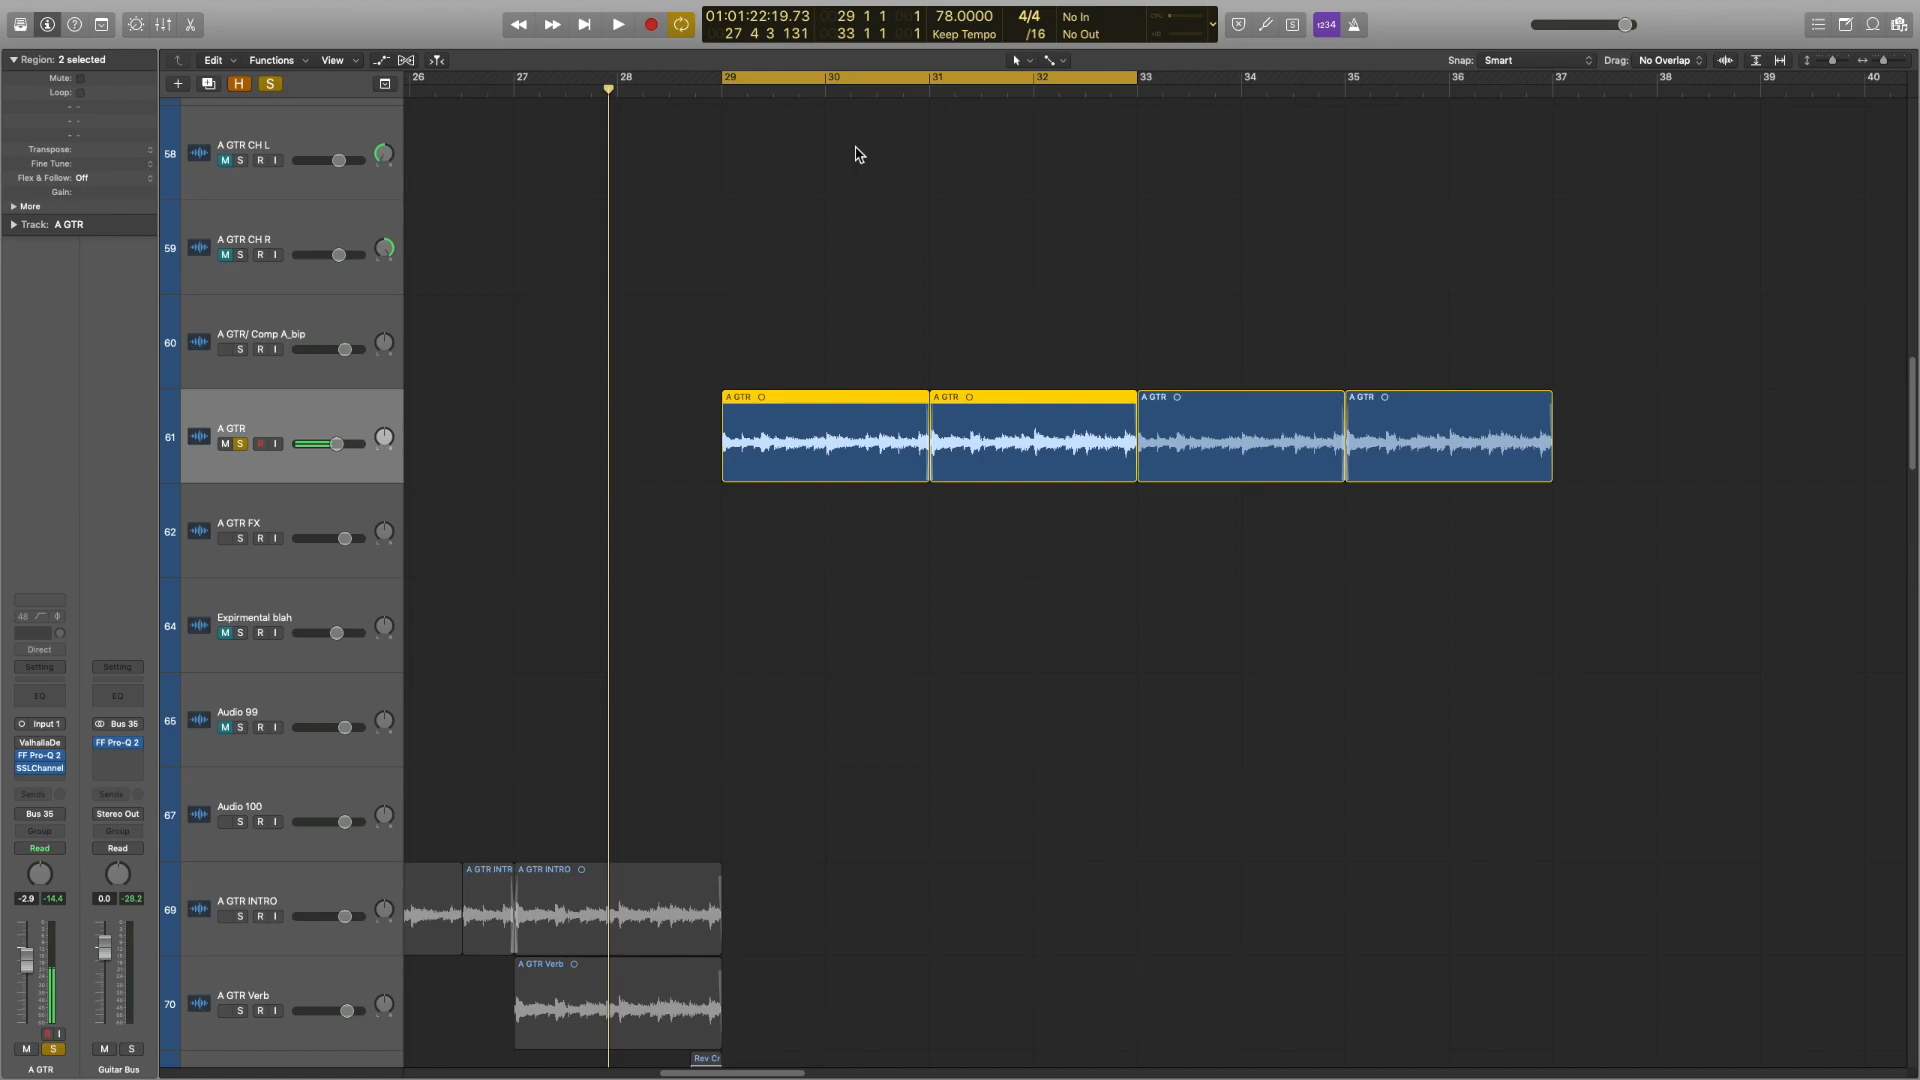 01:01:22:19.73
27 4 3 131
29 1 1 001
33 1 1 001
78.0000
Keep Tempo
4/4
/16
No In
No Out
CPU
HD
1234
Region: 2 selected
Mute:
Loop:
Transpose:
Fine Tune:
Flex & Follow: Off
Gain:
More
Track: A GTR
Edit
Functions
View
Snap: Smart
Drag: No Overlap
H
S
26 27 28 29 30 31 32 33 34 35 36 37 38 39 40
58
A GTR CH L
M S R I
59
A GTR CH R
M S R I
60
A GTR/ Comp A_bip
S R I
61
A GTR
M S R I
A GTR
A GTR
A GTR
A GTR
62
A GTR FX
S R I
64
Expirmental blah
M S R I
65
Audio 99
M S R I
67
Audio 100
S R I
69
A GTR INTRO
S R I
A GTR INTR
A GTR INTRO
70
A GTR Verb
S R I
A GTR Verb
Rev Cr
48
Direct
Setting
Setting
EQ
EQ
Input 1
Bus 35
ValhallaDe
FF Pro-Q 2
FF Pro-Q 2
SSLChannel
Sends
Sends
Bus 35
Stereo Out
Group
Group
Read
Read
-2.9 -14.4
0.0 -28.2
R I
M S
M S
A GTR
Guitar Bus